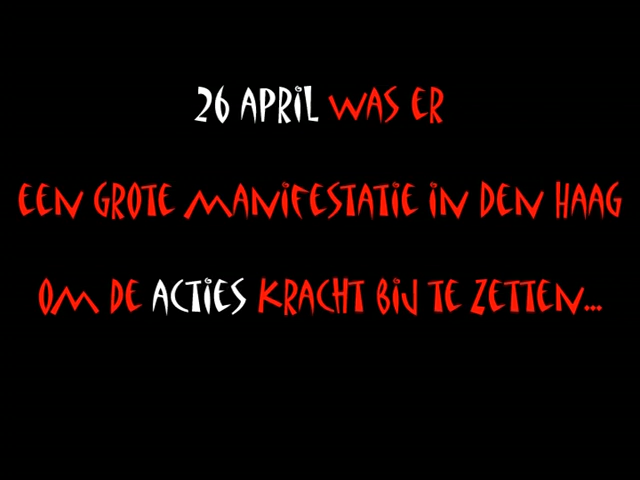 26 APRIL WAS ER
EEN GROTE MANIFESTATIE IN DEN HAAG
OM DE ACTIES KRACHT BIJ TE ZETTEN...